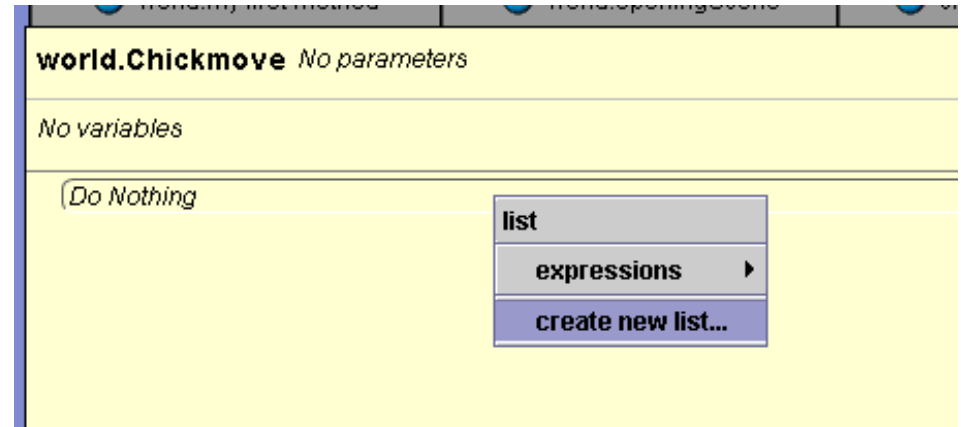 world.Chickmove No parameters
No variables
Do Nothing
list
expressions
create new list...